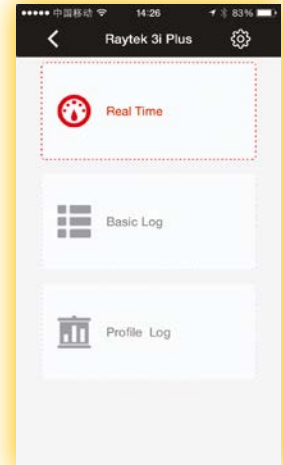 中国移动 14:26 83%
Raytek 3i Plus
Real Time
Basic Log
Profile Log